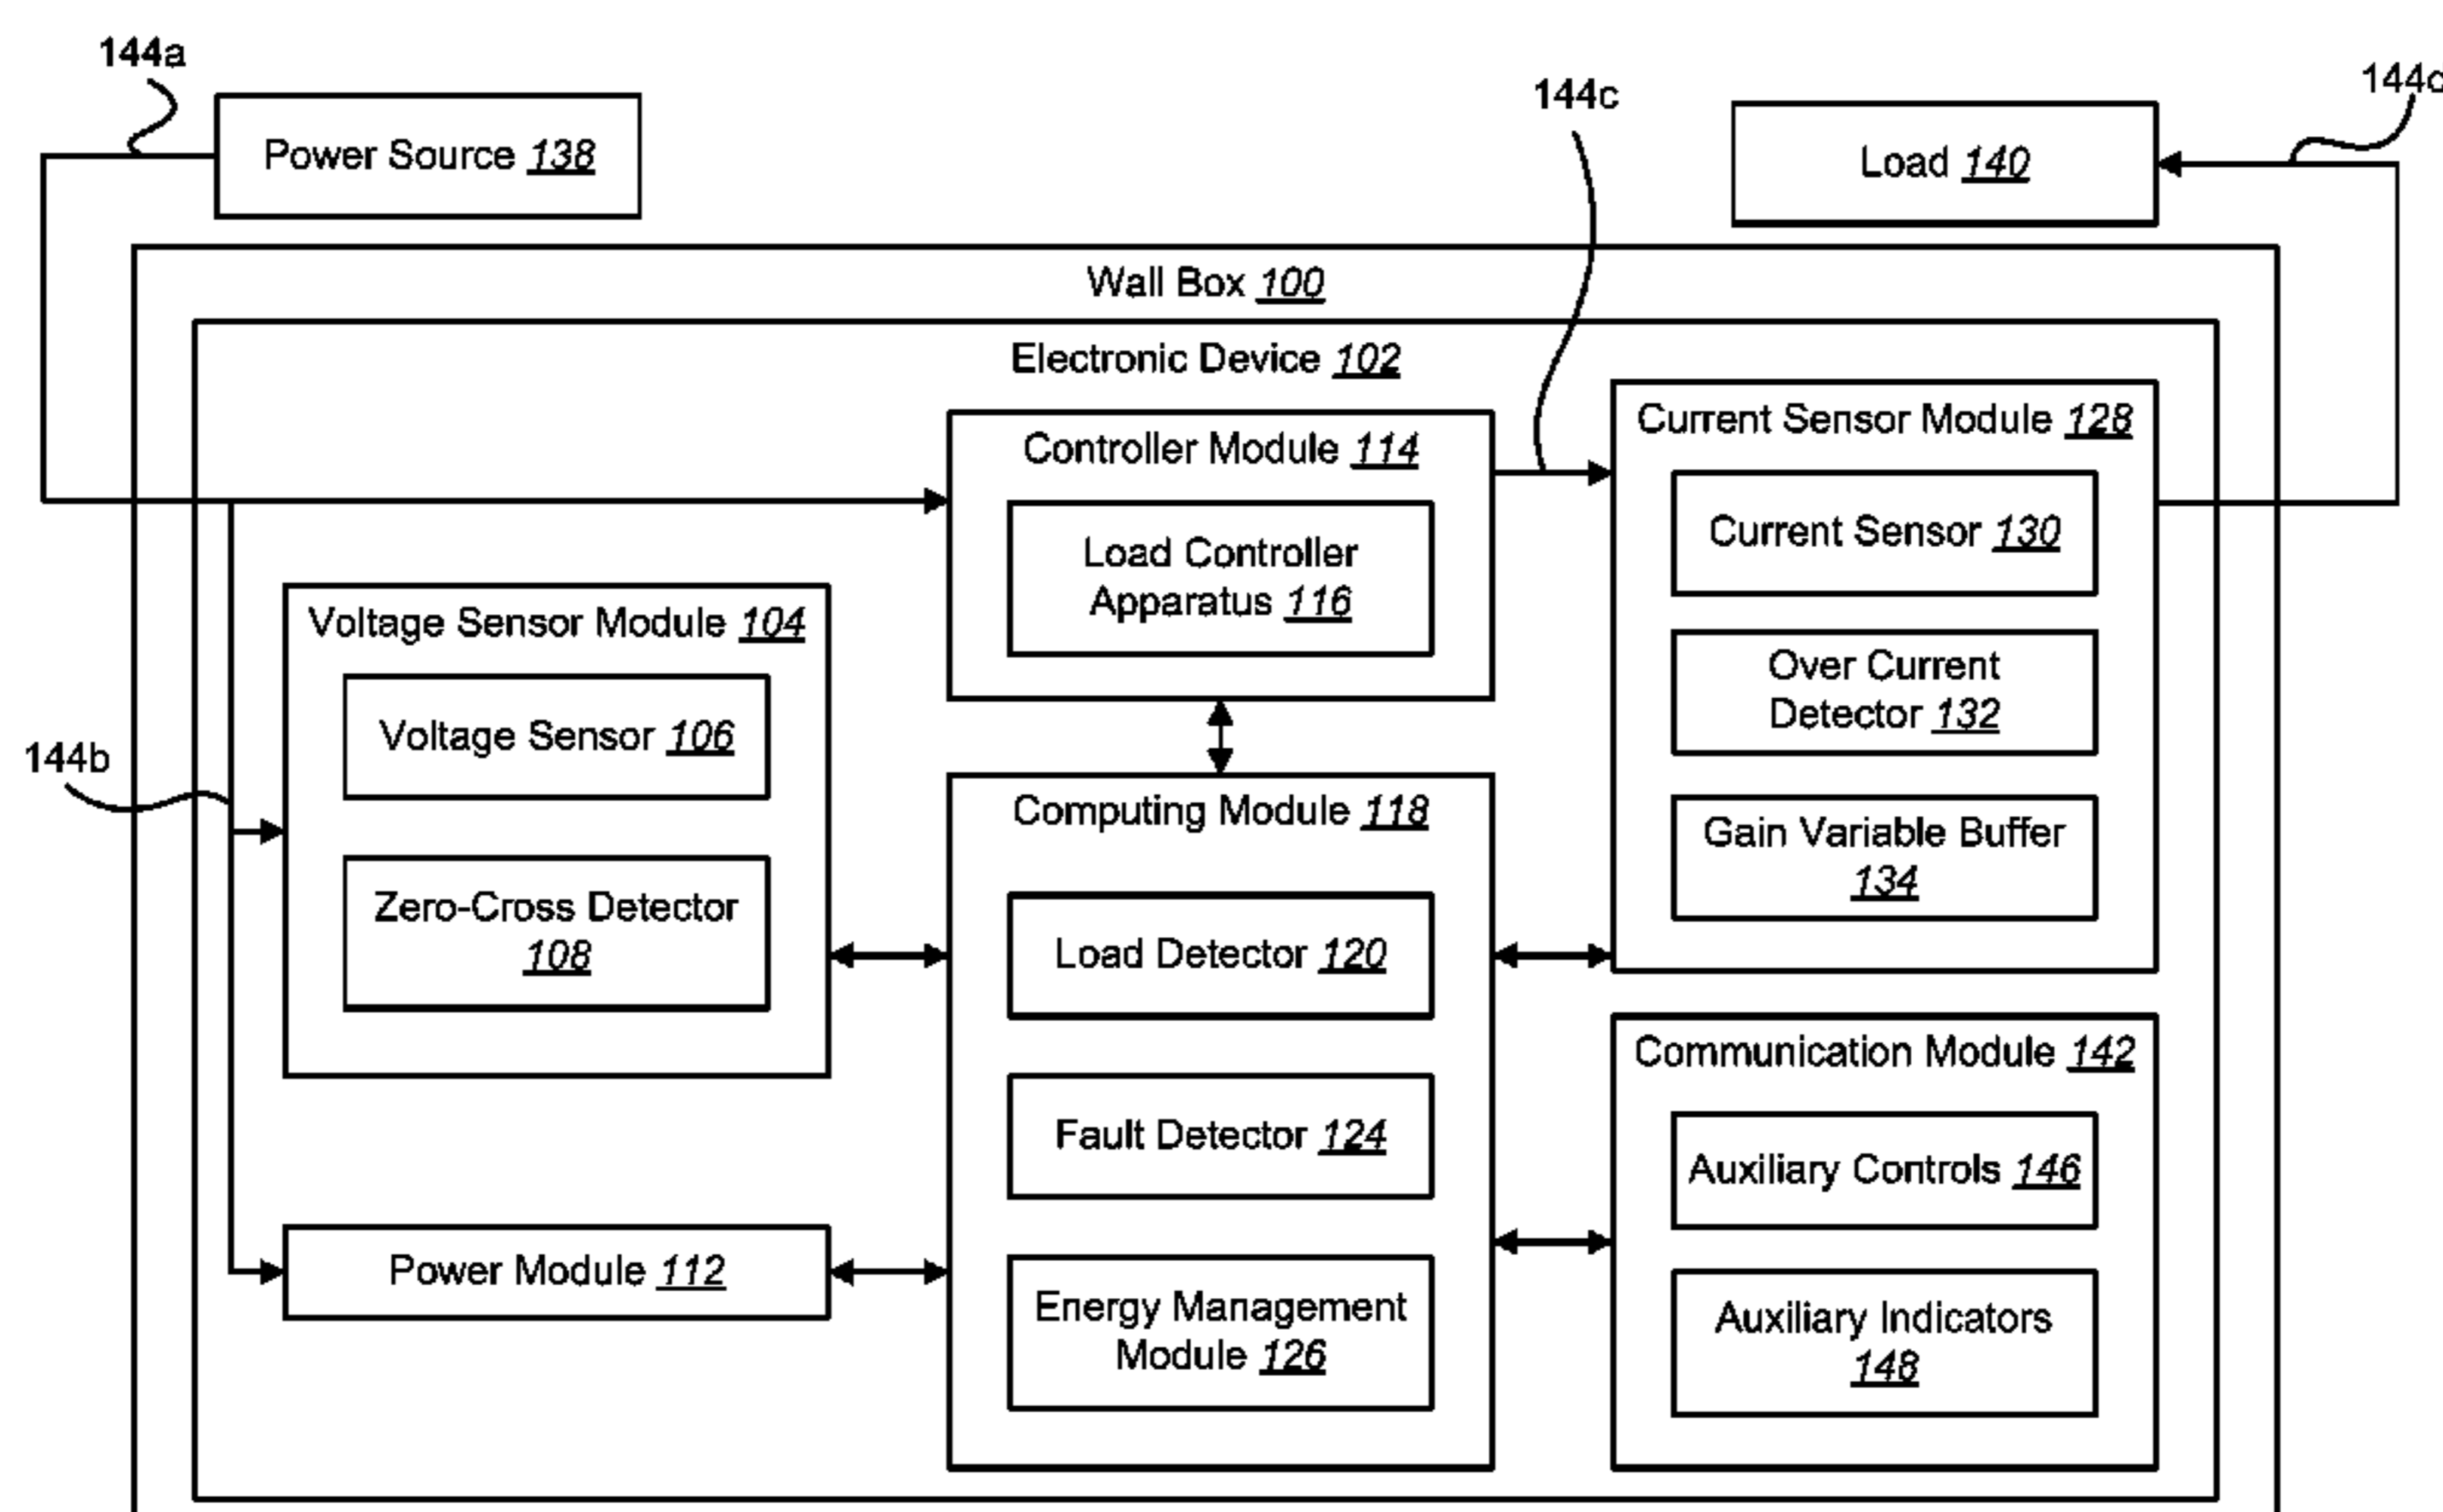 144a
Power Source 138
144c
Load 140
144d
Wall Box 100
Electronic Device 102
Controller Module 114
Load Controller
Apparatus 116
Current Sensor Module 128
Current Sensor 130
Over Current
Detector 132
Gain Variable Buffer
134
Voltage Sensor Module 104
Voltage Sensor 106
Zero-Cross Detector
108
144b
Computing Module 118
Load Detector 120
Fault Detector 124
Energy Management
Module 126
Power Module 112
Communication Module 142
Auxiliary Controls 146
Auxiliary Indicators
148